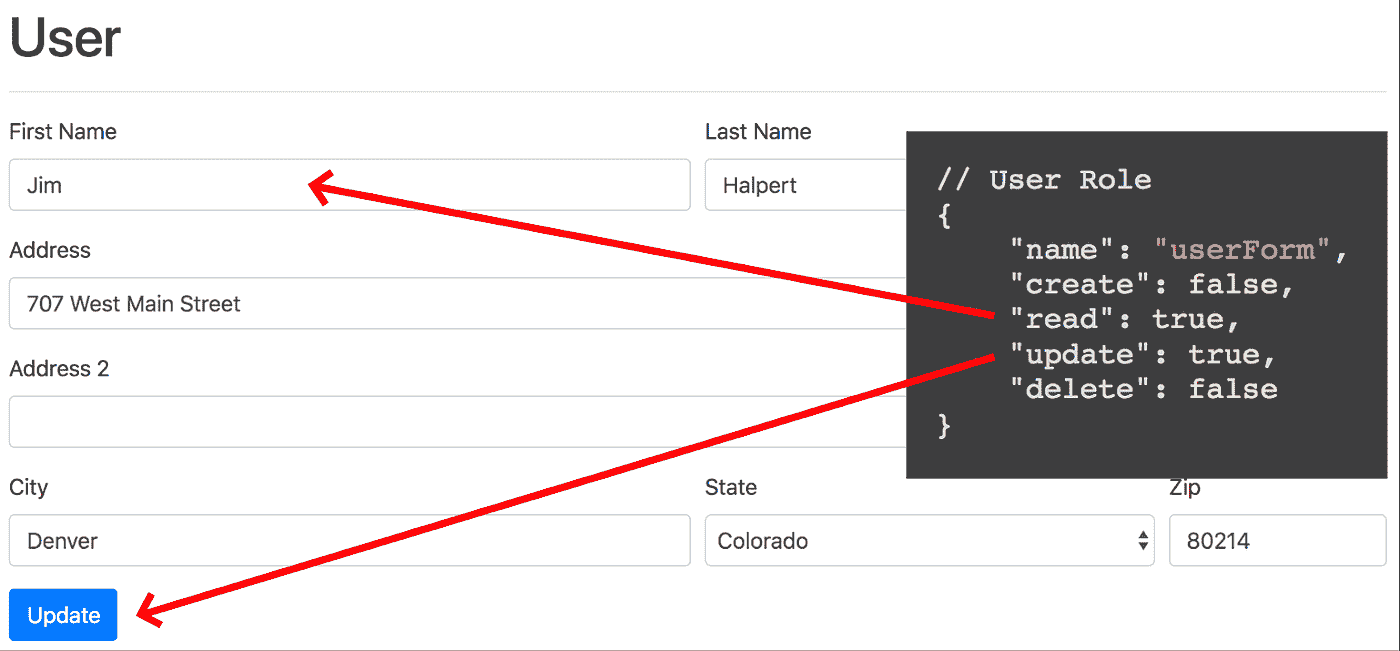 User
First Name
Last Name
Jim
Halpert
Address
707 West Main Street
Address 2
City
State
Zip
Denver
Colorado
80214
Update
// User Role
{
"name": "userForm",
"create": false,
"read": true,
"update": true,
"delete": false
}